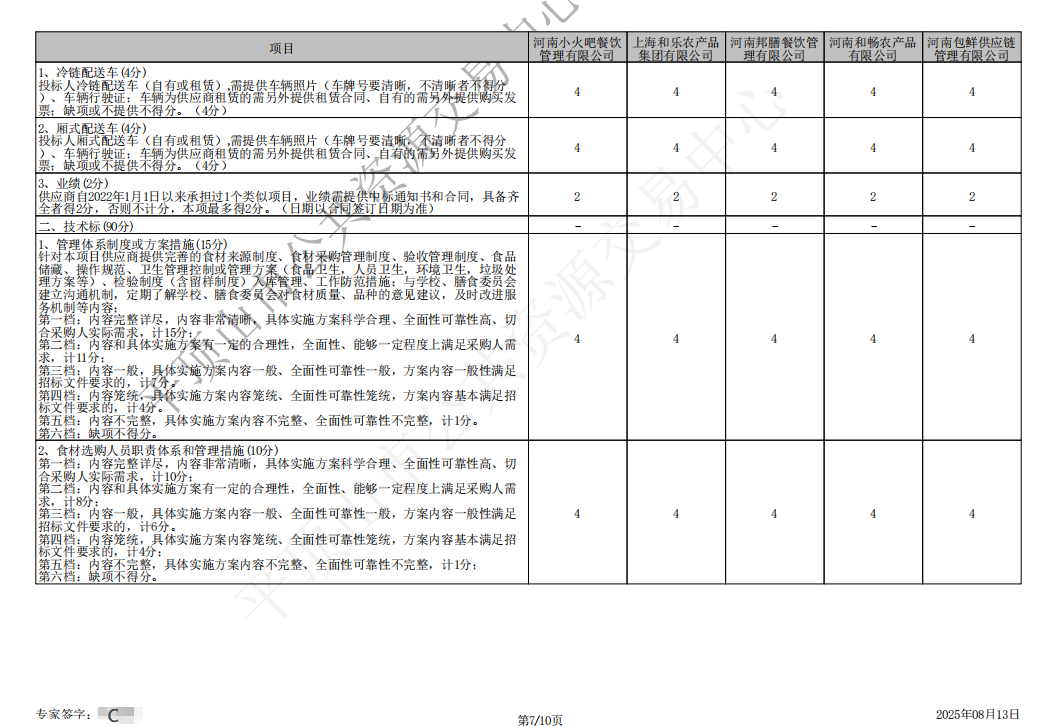 项目 河南小火吧餐饮管理有限公司 上海和乐农产品集团有限公司 河南邦膳餐饮管理有限公司 河南和畅农产品有限公司 河南包鲜供应链管理有限公司
1、冷链配送车(4分)
投标人冷链配送车（自有或租赁）,需提供车辆照片（车牌号要清晰，不清晰者不得分
）、车辆行驶证；车辆为供应商租赁的需另外提供租赁合同、自有的需另外提供购买发
票；缺项或不提供不得分。（4分）
4 4 4 4 4
2、厢式配送车(4分)
投标人厢式配送车（自有或租赁）,需提供车辆照片（车牌号要清晰，不清晰者不得分
）、车辆行驶证；车辆为供应商租赁的需另外提供租赁合同、自有的需另外提供购买发
票；缺项或不提供不得分。（4分）
4 4 4 4 4
3、业绩(2分)
供应商自2022年1月1日以来承担过1个类似项目，业绩需提供中标通知书和合同，具备齐
全者得2分，否则不计分，本项最多得2分。（日期以合同签订日期为准）
2 2 2 2 2
二、技术标(90分)
- - - - -
1、管理体系制度或方案措施(15分)
针对本项目供应商提供完善的食材来源制度、食材采购管理制度、验收管理制度、食品
储藏、操作规范、卫生管理控制或管理方案（食品卫生，人员卫生，环境卫生，垃圾处
理方案等）、检验制度（含留样制度）入库管理、工作防范措施；与学校、膳食委员会
建立沟通机制，定期了解学校、膳食委员会对食材质量、品种的意见建议，及时改进服
务机制等内容；
第一档：内容完整详尽，内容非常清晰，具体实施方案科学合理、全面性可靠性高、切
合采购人实际需求，计15分；
第二档：内容和具体实施方案有一定的合理性，全面性、能够一定程度上满足采购人需
求，计11分；
第三档：内容一般，具体实施方案内容一般、全面性可靠性一般，方案内容一般性满足
招标文件要求的，计7分。
第四档：内容笼统，具体实施方案内容笼统、全面性可靠性笼统，方案内容基本满足招
标文件要求的，计4分。
第五档：内容不完整，具体实施方案内容不完整、全面性可靠性不完整，计1分。
第六档：缺项不得分。
4 4 4 4 4
2、食材选购人员职责体系和管理措施(10分)
第一档：内容完整详尽，内容非常清晰，具体实施方案科学合理、全面性可靠性高、切
合采购人实际需求，计10分；
第二档：内容和具体实施方案有一定的合理性，全面性、能够一定程度上满足采购人需
求，计8分；
第三档：内容一般，具体实施方案内容一般、全面性可靠性一般，方案内容一般性满足
招标文件要求的，计6分。
第四档：内容笼统，具体实施方案内容笼统、全面性可靠性笼统，方案内容基本满足招
标文件要求的，计4分；
第五档：内容不完整，具体实施方案内容不完整、全面性可靠性不完整，计1分；
第六档：缺项不得分。
4 4 4 4 4
平顶山市公共资源交易中心
平顶山市公共资源交易中心
专家签字： C
第7/10页
2025年08月13日